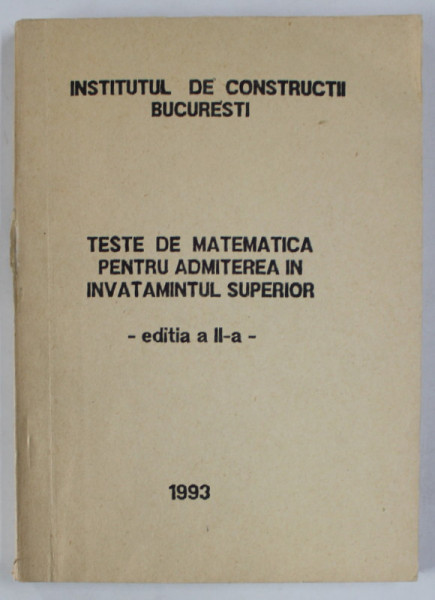 INSTITUTUL DE CONSTRUCTII
BUCURESTI
TESTE DE MATEMATICA
PENTRU ADMITEREA IN
INVATAMINTUL SUPERIOR
- editia a II-a -
1993